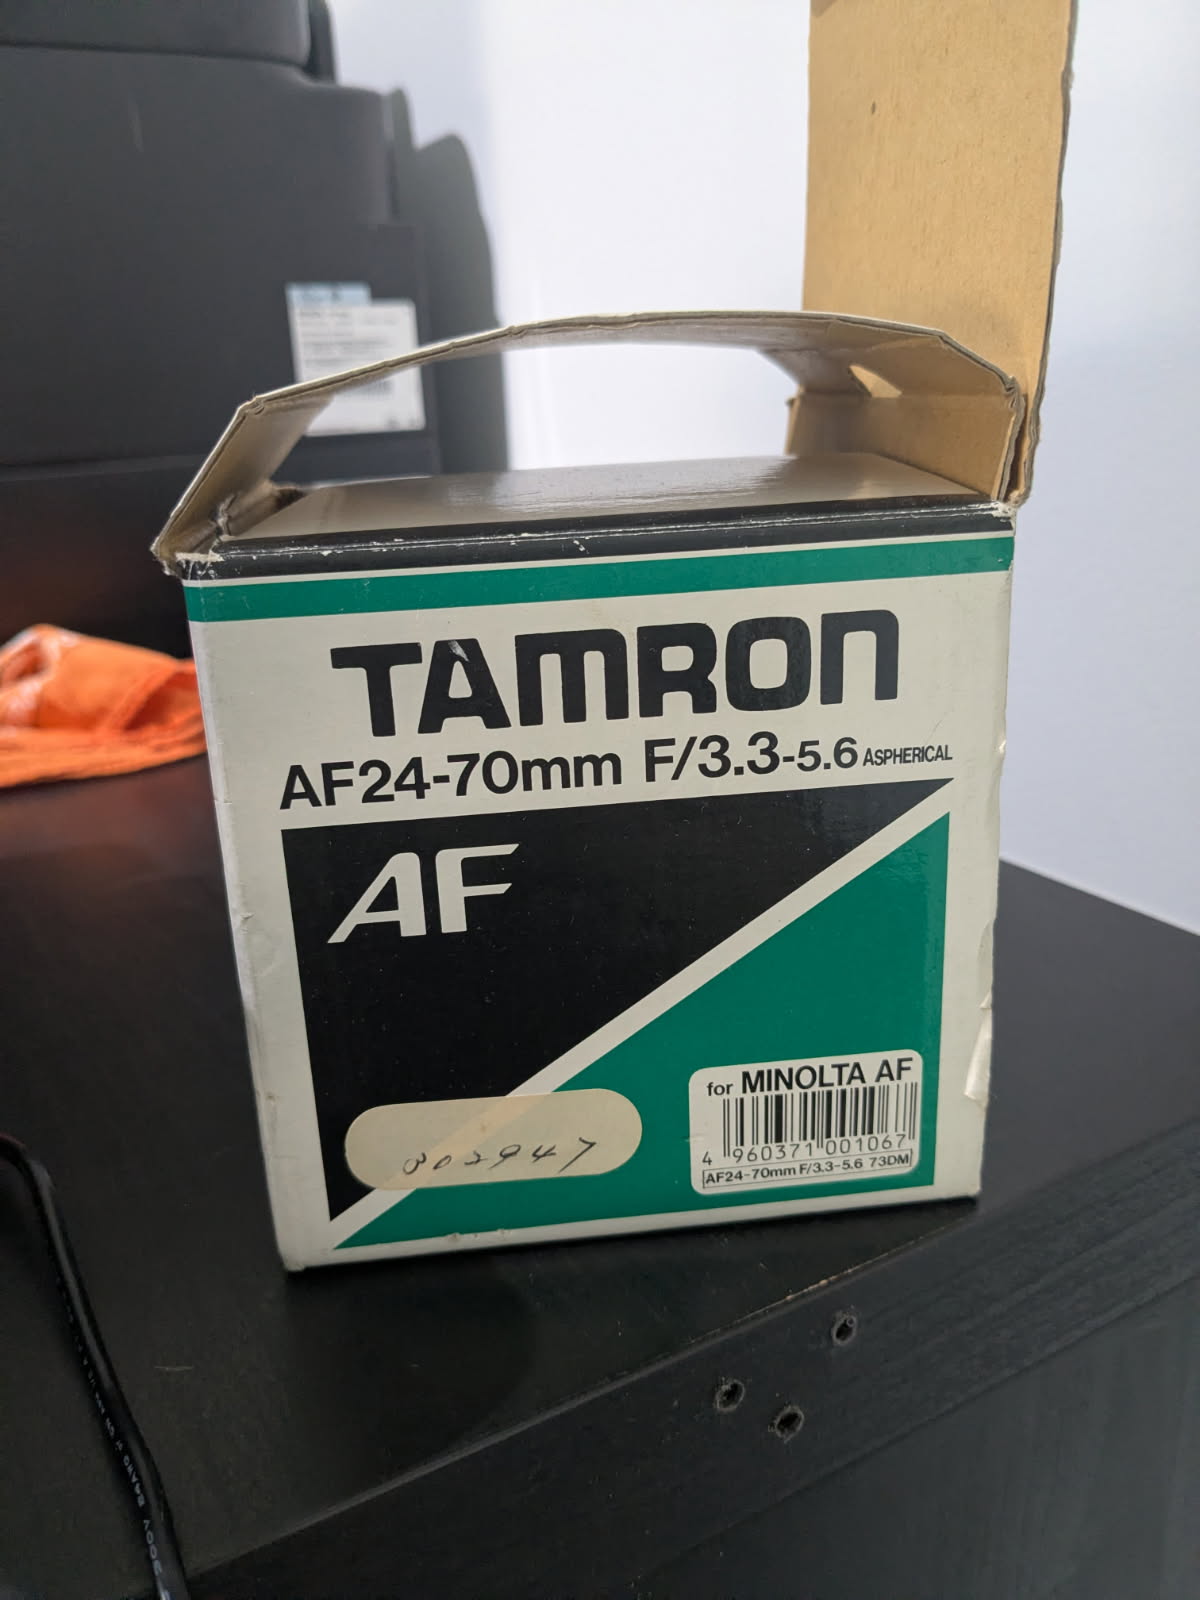 TAMRON
AF24-70mm F/3.3-5.6 ASPHERICAL
AF
for MINOLTA AF
4 960371 001067
AF24-70mm F/3.3-5.6 73DM
802947